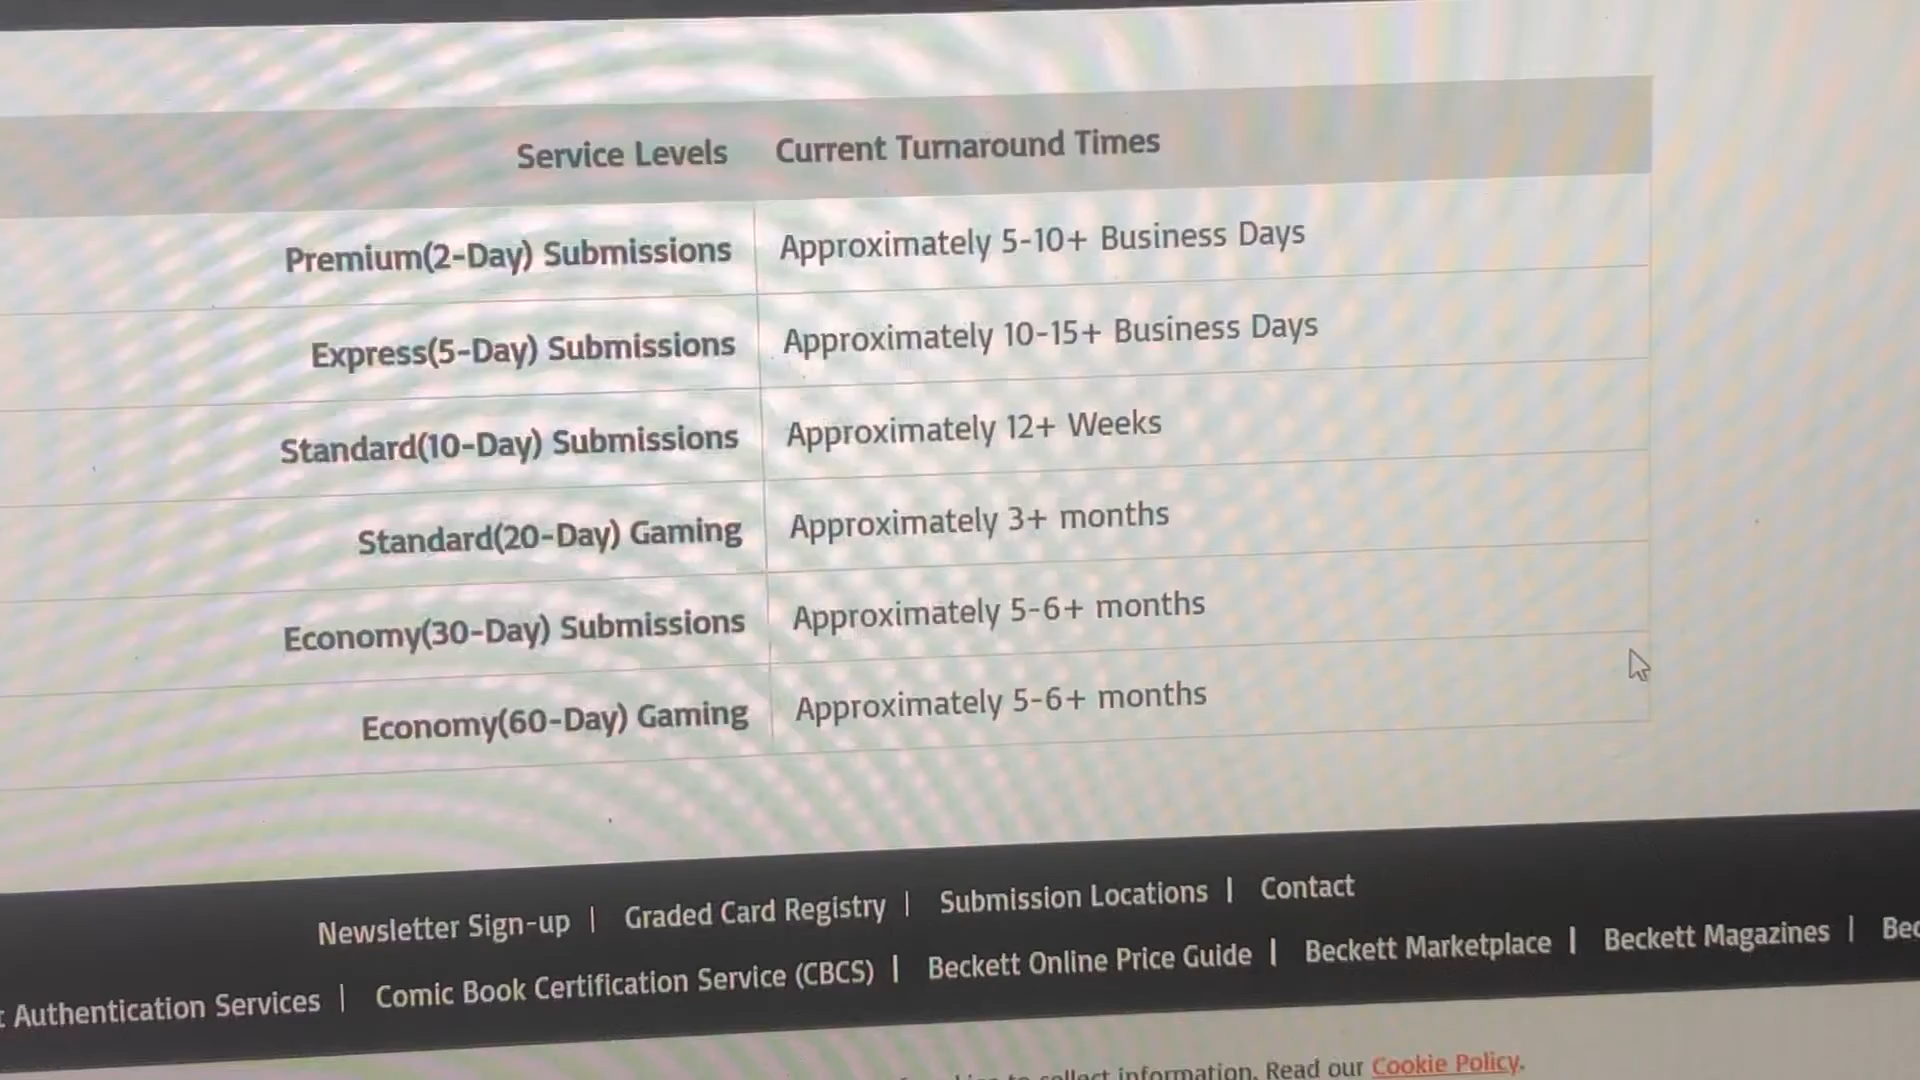 Service Levels Current Turnaround Times
Premium(2-Day) Submissions Approximately 5-10+ Business Days
Express(5-Day) Submissions Approximately 10-15+ Business Days
Standard(10-Day) Submissions Approximately 12+ Weeks
Standard(20-Day) Gaming Approximately 3+ months
Economy(30-Day) Submissions Approximately 5-6+ months
Economy(60-Day) Gaming Approximately 5-6+ months
Newsletter Sign-up | Graded Card Registry | Submission Locations | Contact
Authentication Services | Comic Book Certification Service (CBCS) | Beckett Online Price Guide | Beckett Marketplace | Beckett Magazines |
to collect information. Read our Cookie Policy.